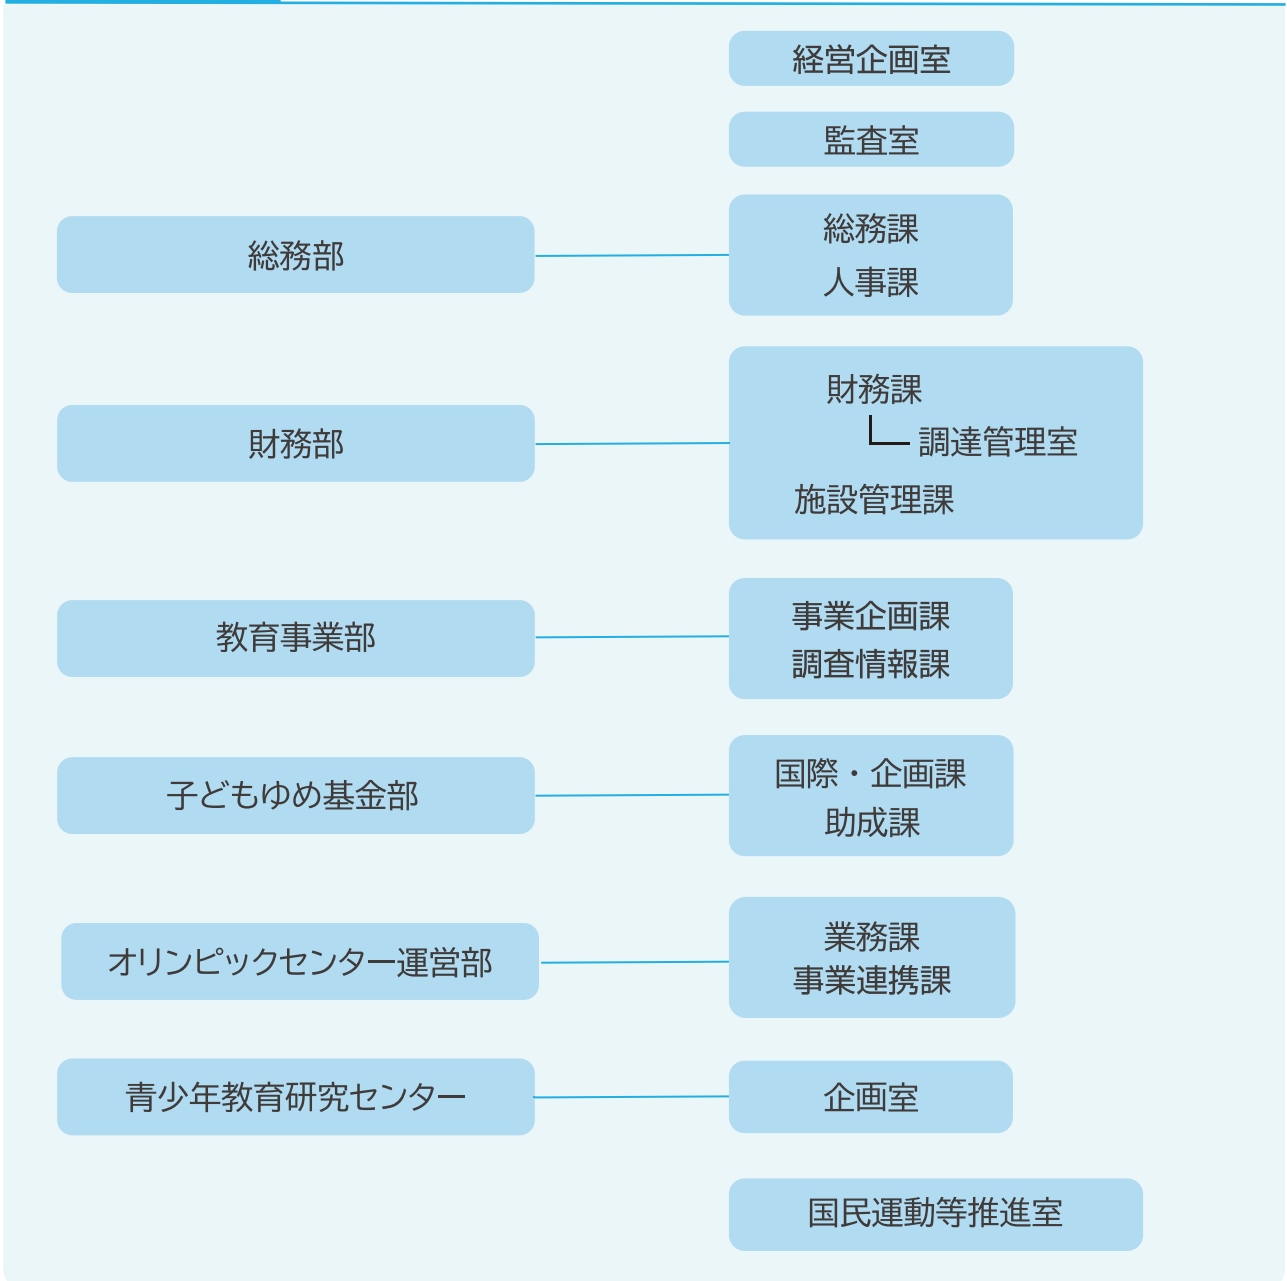 経営企画室
監査室
総務部
総務課
人事課
財務部
財務課
調達管理室
施設管理課
教育事業部
事業企画課
調査情報課
子どもゆめ基金部
国際・企画課
助成課
オリンピックセンター運営部
業務課
事業連携課
青少年教育研究センター
企画室
国民運動等推進室